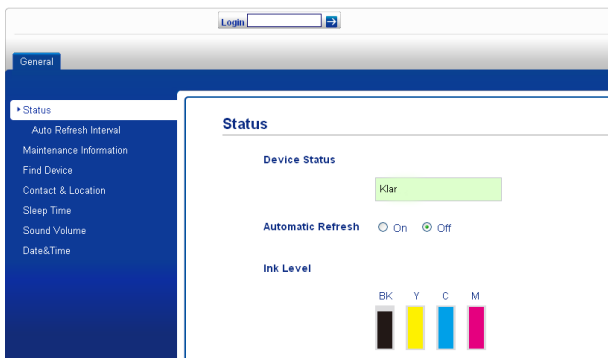 Login
General
Status
Auto Refresh Interval
Maintenance Information
Find Device
Contact & Location
Sleep Time
Sound Volume
Date&Time
Status
Device Status
Klar
Automatic Refresh On Off
Ink Level
BK Y C M